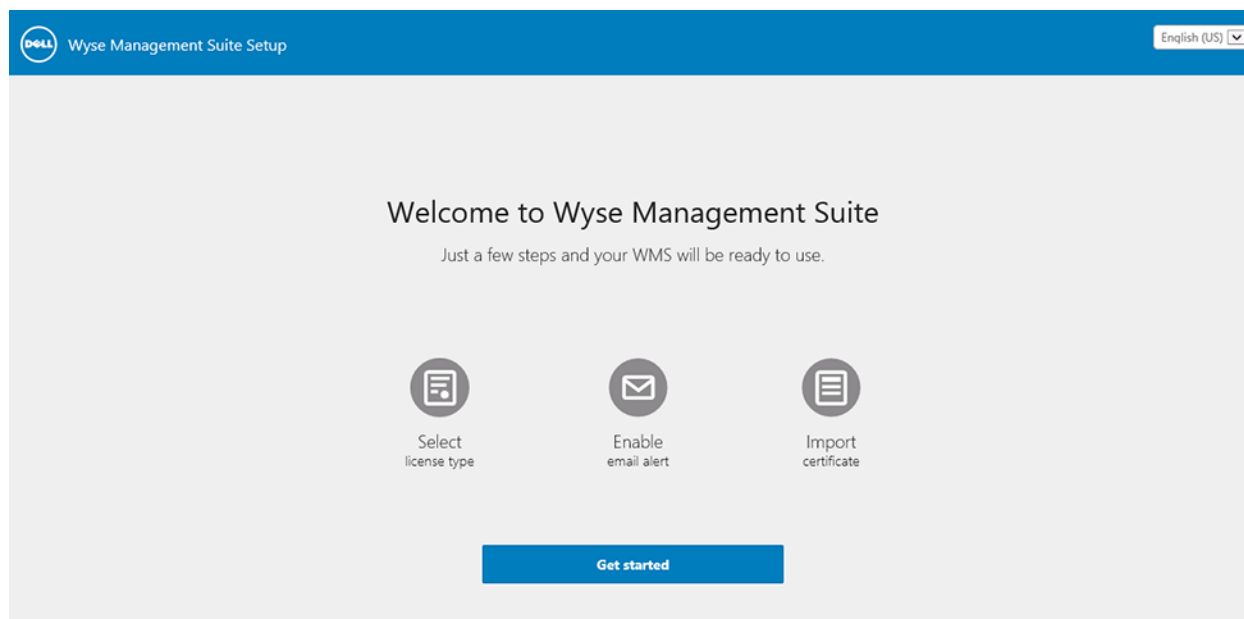 DELL
Wyse Management Suite Setup
English (US)
Welcome to Wyse Management Suite
Just a few steps and your WMS will be ready to use.
Select
license type
Enable
email alert
Import
certificate
Get started